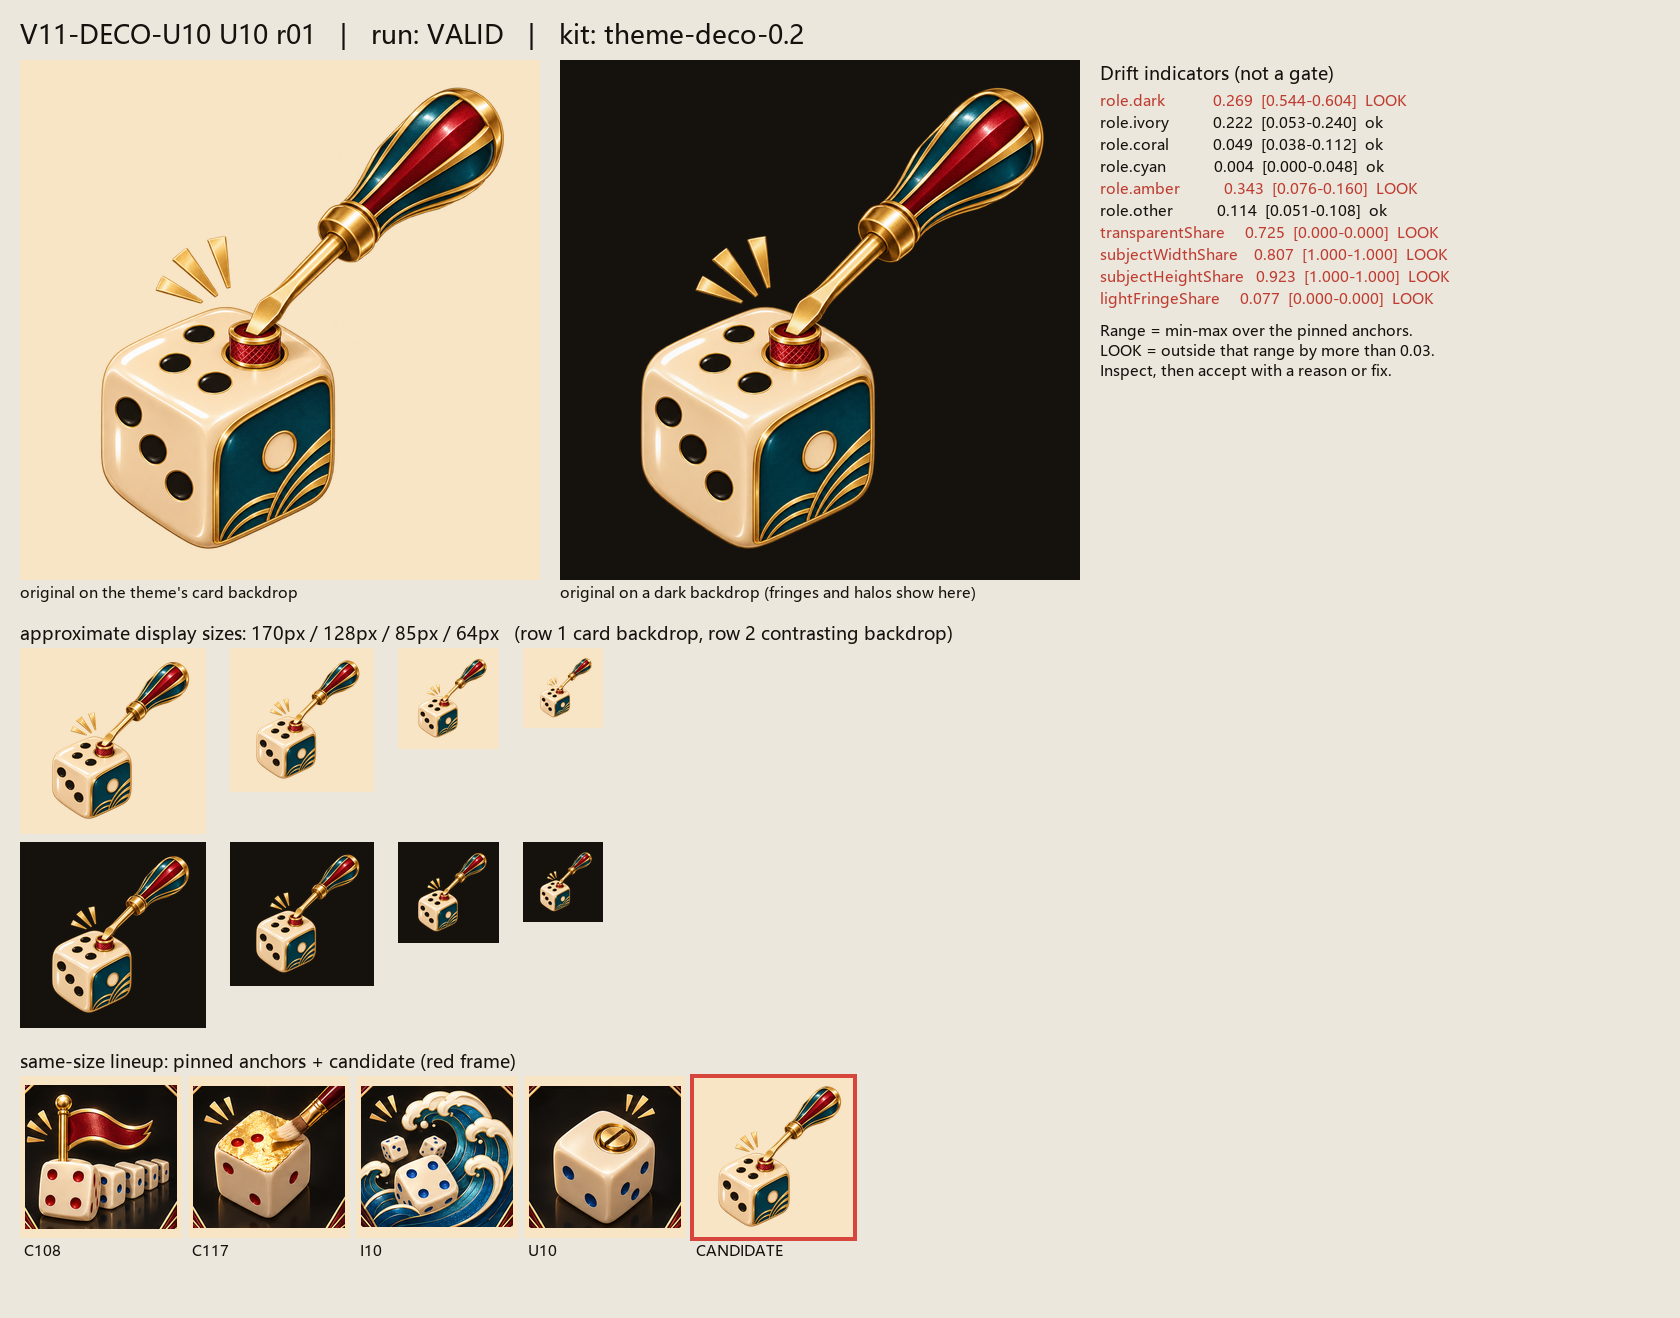 V11-DECO-U10 U10 r01 | run: VALID | kit: theme-deco-0.2
Drift indicators (not a gate)
role.dark 0.269 [0.544-0.604] LOOK
role.ivory 0.222 [0.053-0.240] ok
role.coral 0.049 [0.038-0.112] ok
role.cyan 0.004 [0.000-0.048] ok
role.amber 0.343 [0.076-0.160] LOOK
role.other 0.114 [0.051-0.108] ok
transparentShare 0.725 [0.000-0.000] LOOK
subjectWidthShare 0.807 [1.000-1.000] LOOK
subjectHeightShare 0.923 [1.000-1.000] LOOK
lightFringeShare 0.077 [0.000-0.000] LOOK
Range = min-max over the pinned anchors.
LOOK = outside that range by more than 0.03.
Inspect, then accept with a reason or fix.
original on the theme's card backdrop
original on a dark backdrop (fringes and halos show here)
approximate display sizes: 170px / 128px / 85px / 64px (row 1 card backdrop, row 2 contrasting backdrop)
same-size lineup: pinned anchors + candidate (red frame)
C108
C117
I10
U10
CANDIDATE